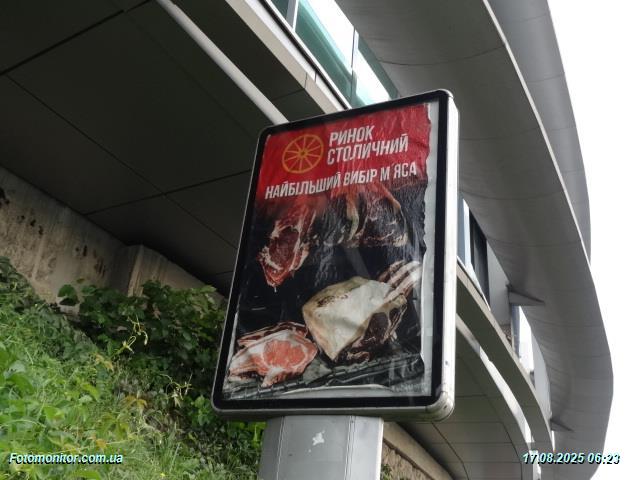 РИНОК
СТОЛИЧНИЙ
НАЙБІЛЬШИЙ ВИБІР М'ЯСА
Fotomonitor.com.ua
17.08.2025 06:23